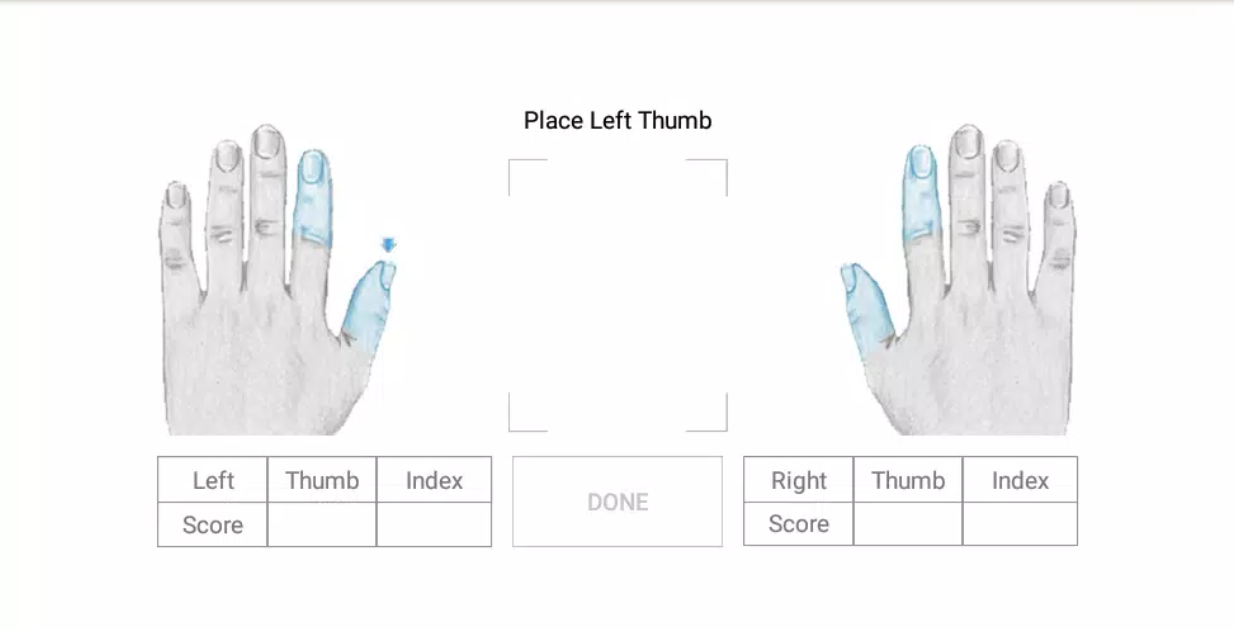 Place Left Thumb
Left Thumb Index
Score
DONE
Right Thumb Index
Score